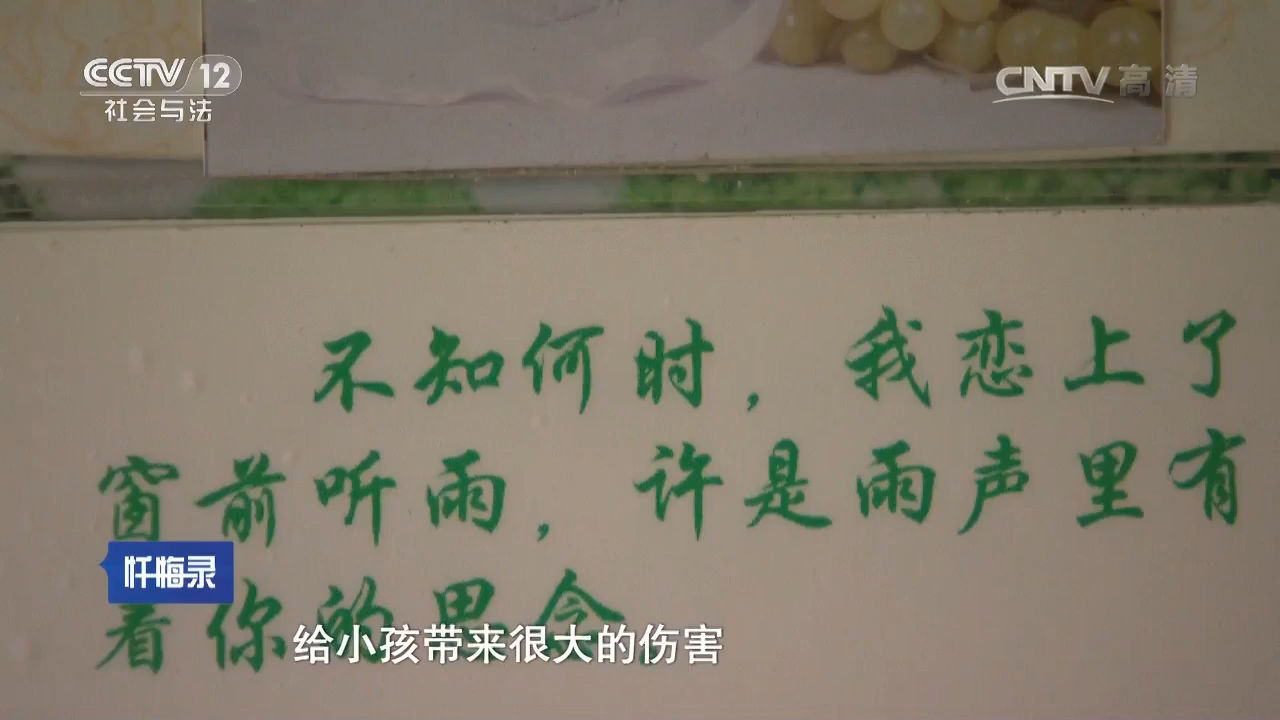 CCTV 12
社会与法
CNTV 高清
不知何时，我恋上了
窗前听雨，许是雨声里有
着你的思念
忏悔录
给小孩带来很大的伤害